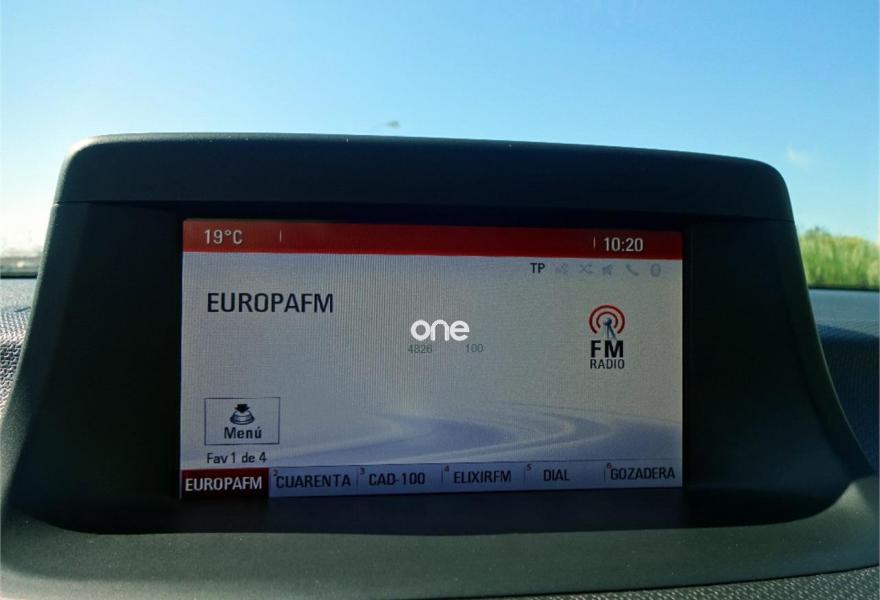 19°C 10:20
TP
EUROPAFM
one
4826 100
FM
RADIO
Menú
Fav 1 de 4
EUROPAFM 2 CUARENTA 3 CAD-100 4 ELIXIRFM 5 DIAL 6 GOZADERA